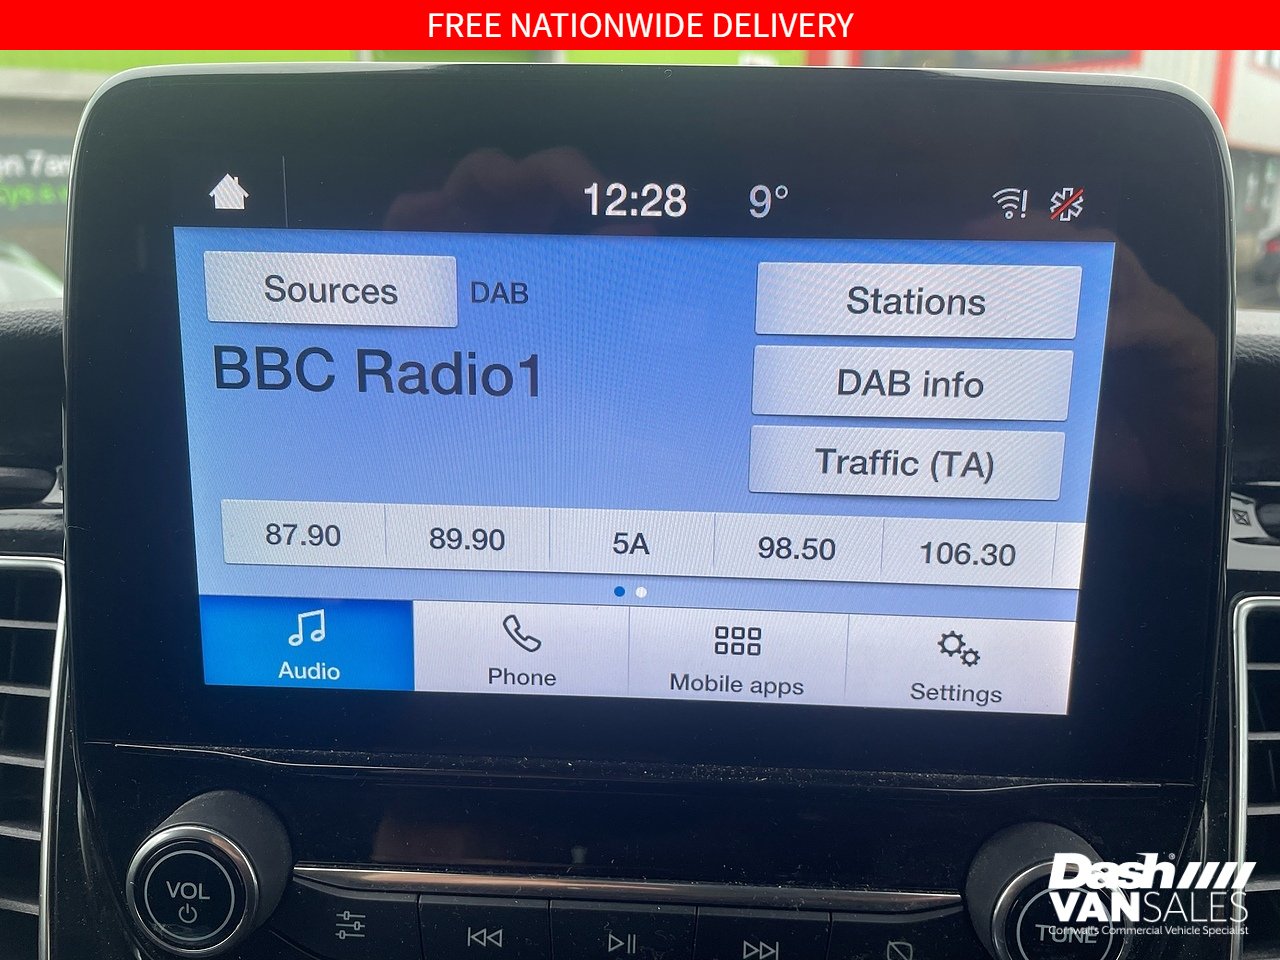 FREE NATIONWIDE DELIVERY
12:28 9°
Sources DAB
Stations
BBC Radio1
DAB info
Traffic (TA)
87.90 89.90 5A 98.50 106.30
Audio Phone Mobile apps Settings
VOL
TUNE
Dash
VANSALES
Cornwall's Commercial Vehicle Specialist